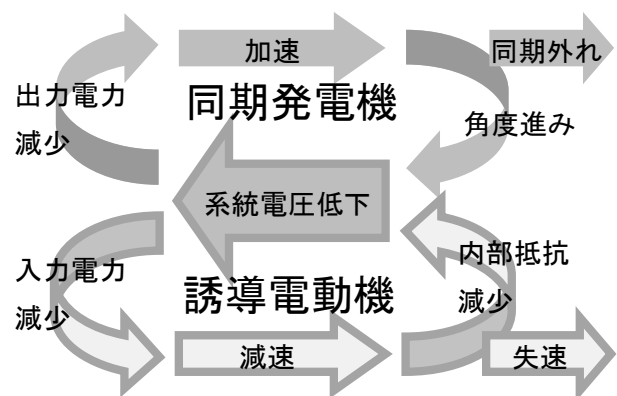 加速
同期外れ
出力電力
減少
同期発電機
角度進み
系統電圧低下
入力電力
減少
誘導電動機
内部抵抗
減少
減速
失速